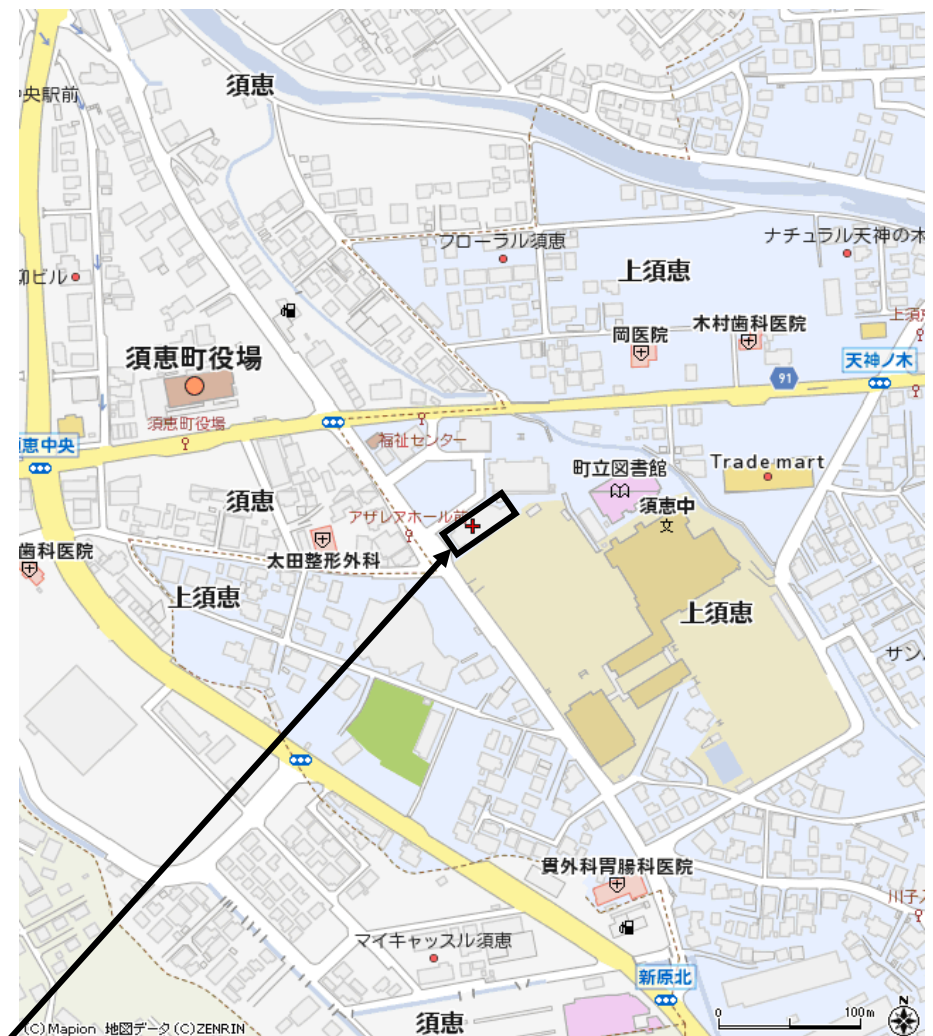 須恵
央駅前
フローラル須恵
ナチュラル天神の木
上須恵
柳ビル
岡医院
木村歯科医院
上須恵
須恵町役場
天神ノ木
91
須恵町役場
福祉センター
恵中央
町立図書館
Trade mart
須恵
アザレアホール前
須恵中
文
歯科医院
太田整形外科
上須恵
上須恵
サン
貫外科胃腸科医院
川子
マイキャッスル須恵
新原北
須恵
0
100m
N
(C)Mapion 地図データ(C)ZENRIN